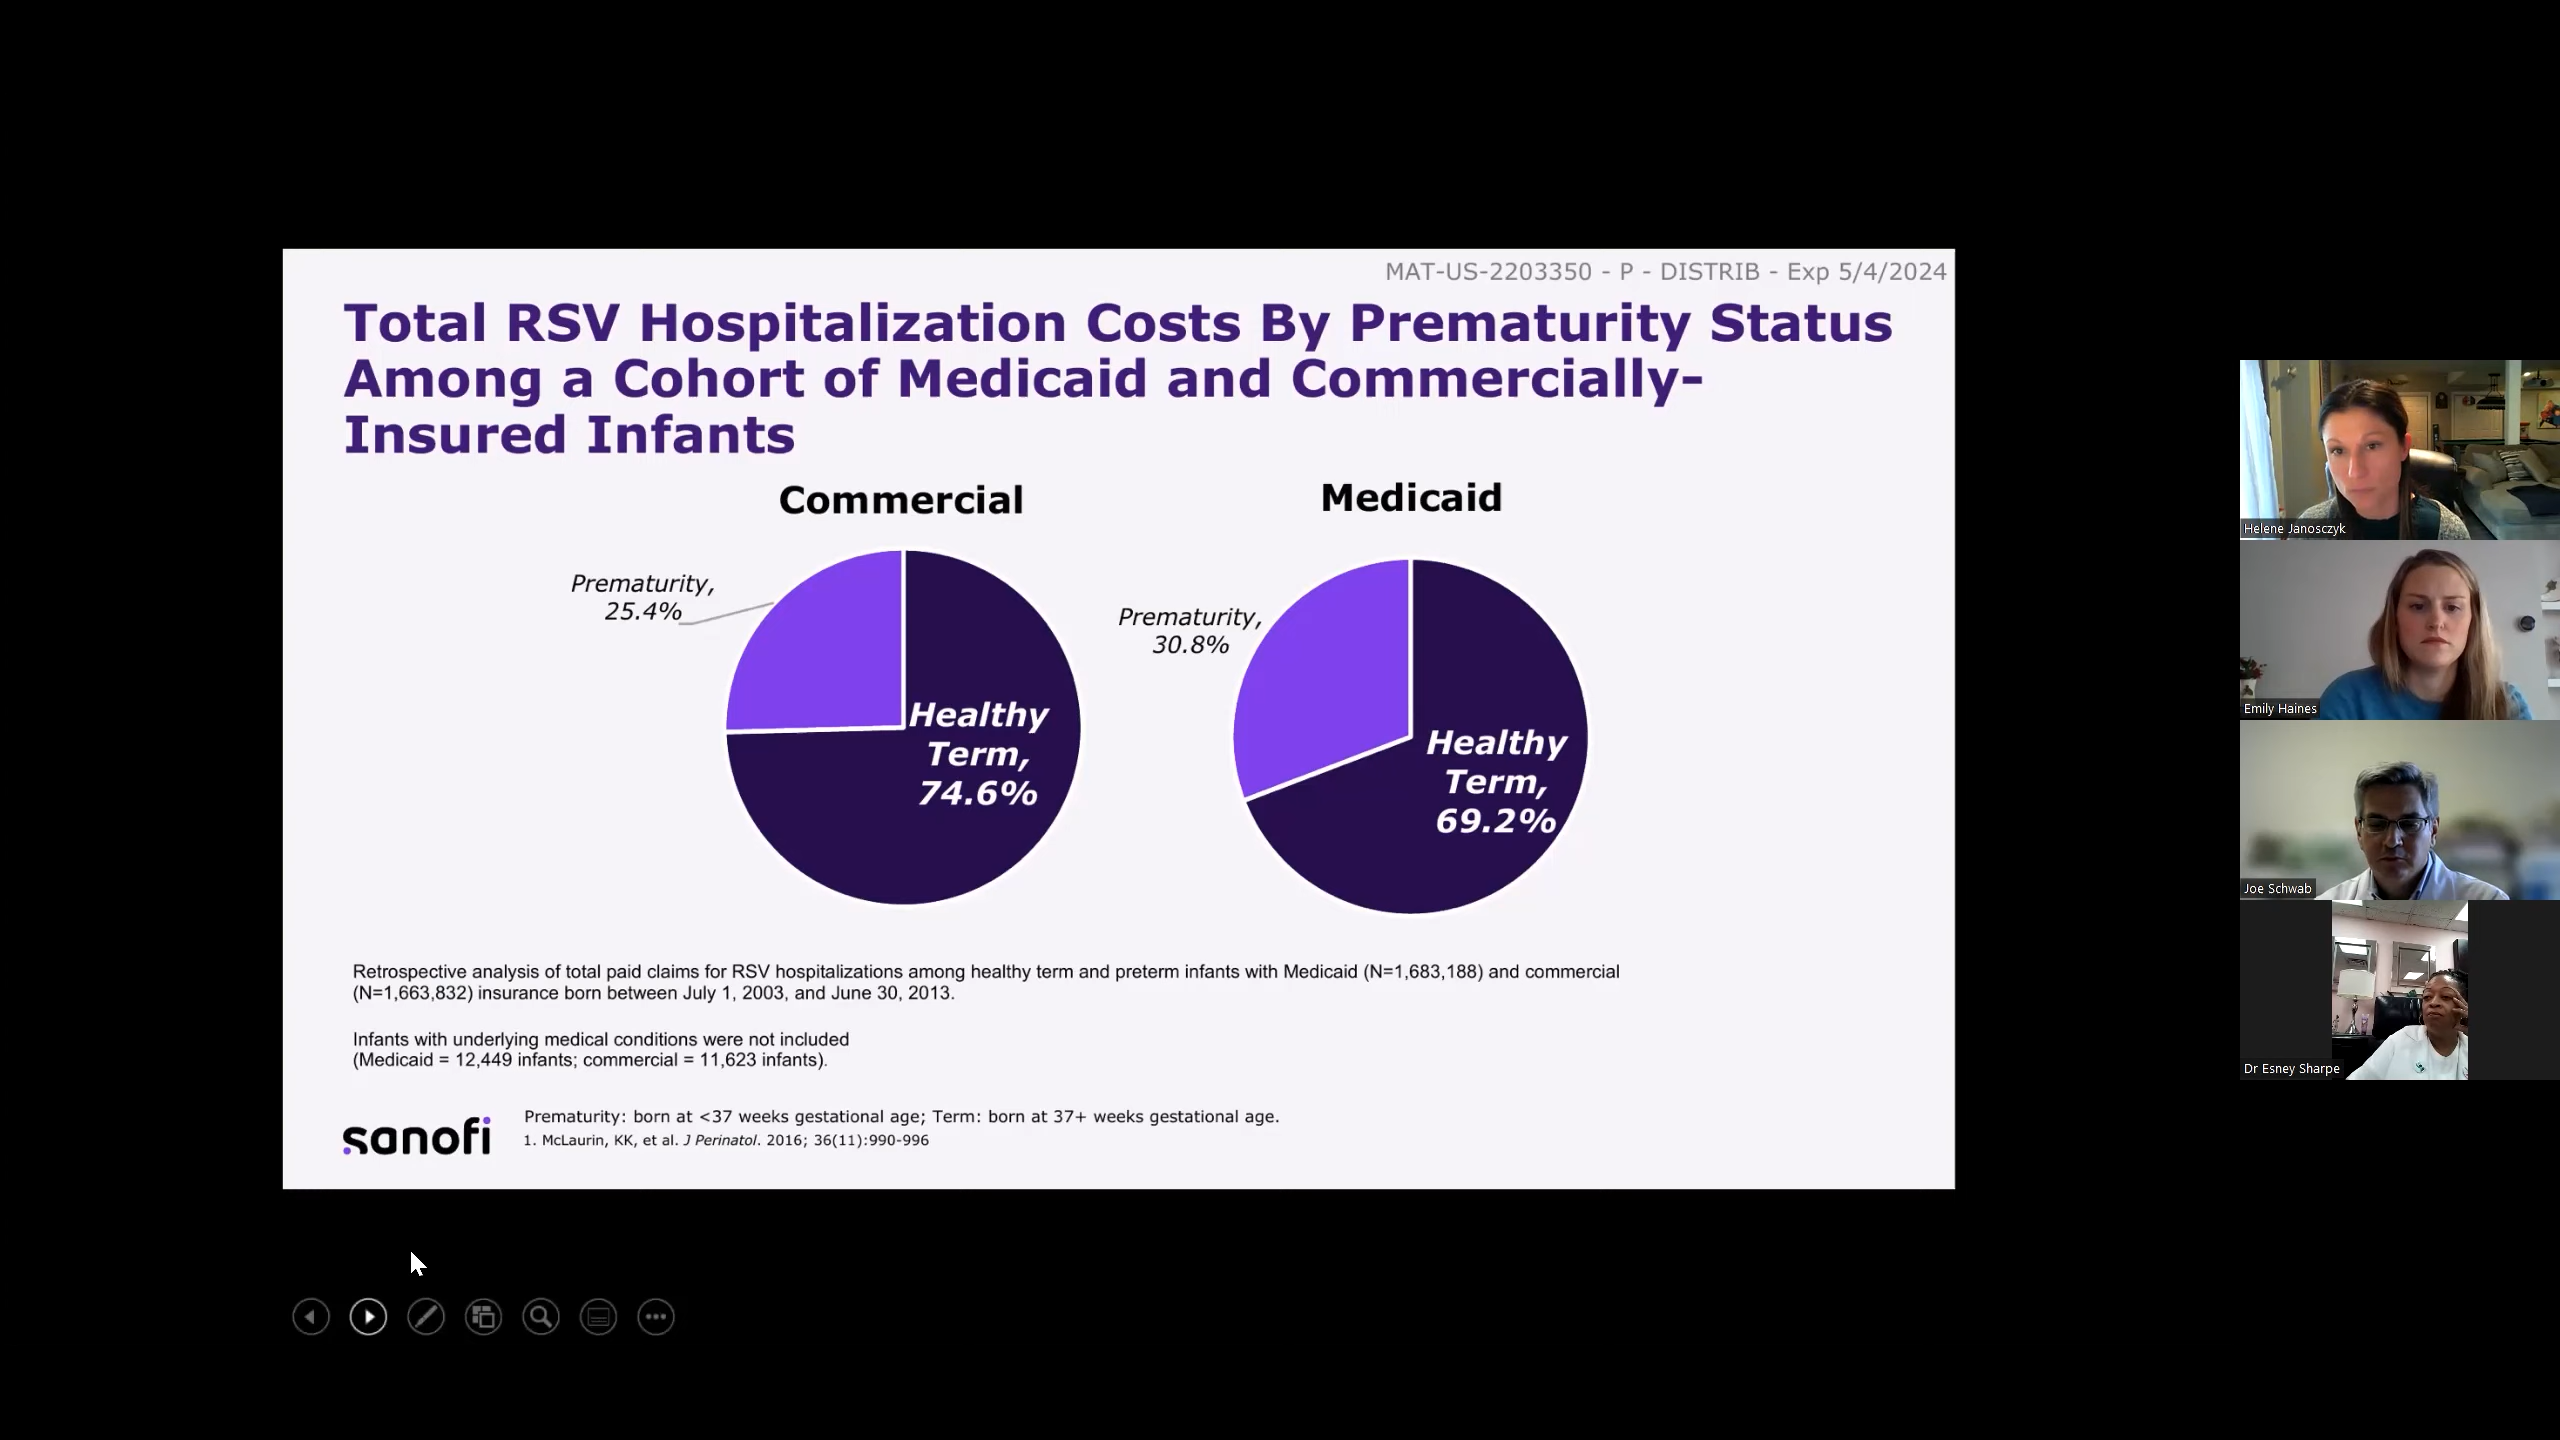 MAT-US-2203350 - P - DISTRIB - Exp 5/4/2024
Total RSV Hospitalization Costs By Prematurity Status
Among a Cohort of Medicaid and Commercially-
Insured Infants
Commercial
Prematurity,
25.4%
Healthy
Term,
74.6%
Medicaid
Prematurity,
30.8%
Healthy
Term,
69.2%
Retrospective analysis of total paid claims for RSV hospitalizations among healthy term and preterm infants with Medicaid (N=1,683,188) and commercial
(N=1,663,832) insurance born between July 1, 2003, and June 30, 2013.
Infants with underlying medical conditions were not included
(Medicaid = 12,449 infants; commercial = 11,623 infants).
sanofi
Prematurity: born at <37 weeks gestational age; Term: born at 37+ weeks gestational age.
1. McLaurin, KK, et al. J Perinatol. 2016; 36(11):990-996
Helene Janosczyk
Emily Haines
Joe Schwab
Dr Esney Sharpe